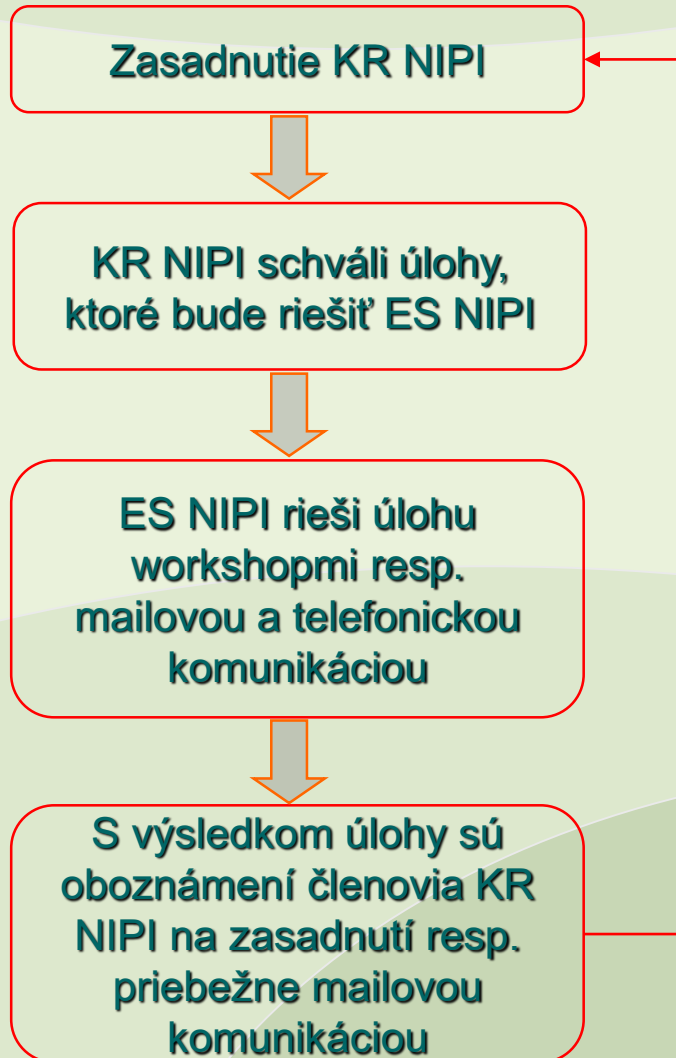 Zasadnutie KR NIPI
KR NIPI schváli úlohy,
ktoré bude riešiť ES NIPI
ES NIPI rieši úlohu
workshopmi resp.
mailovou a telefonickou
komunikáciou
S výsledkom úlohy sú
oboznámení členovia KR
NIPI na zasadnutí resp.
priebežne mailovou
komunikáciou